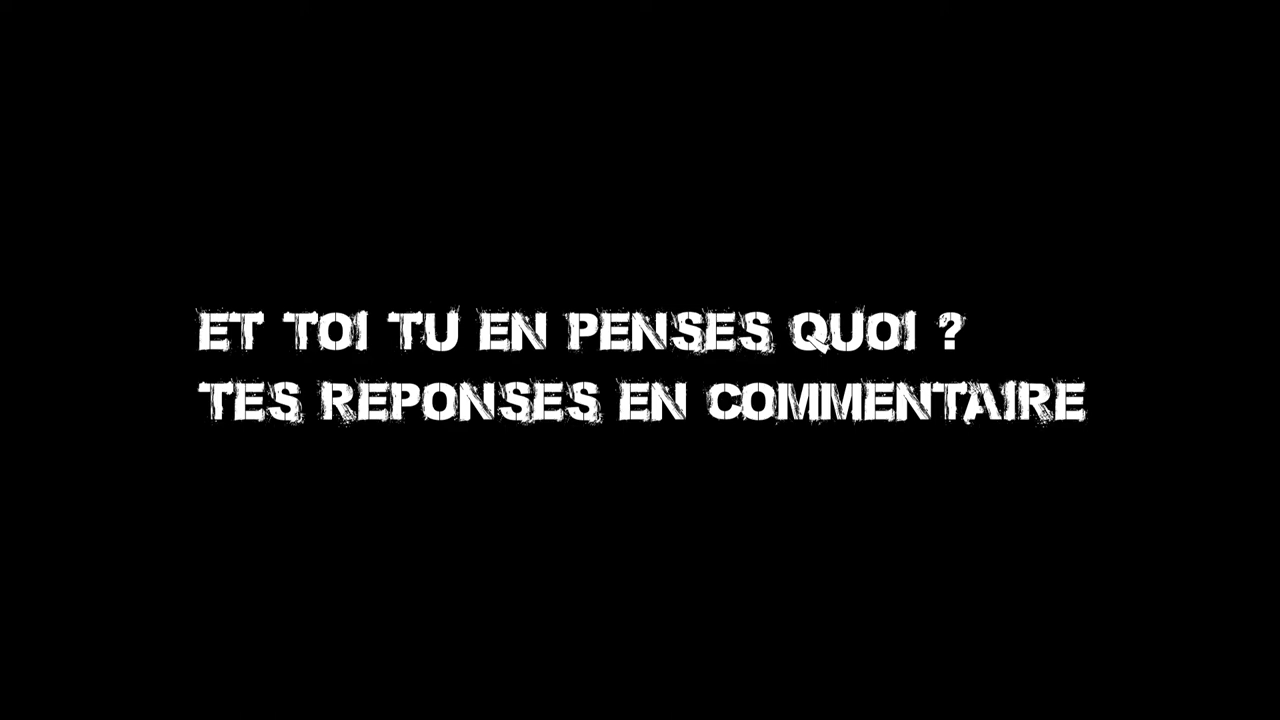 ET TOI TU EN PENSES QUOI ?
TES REPONSES EN COMMENTAIRE